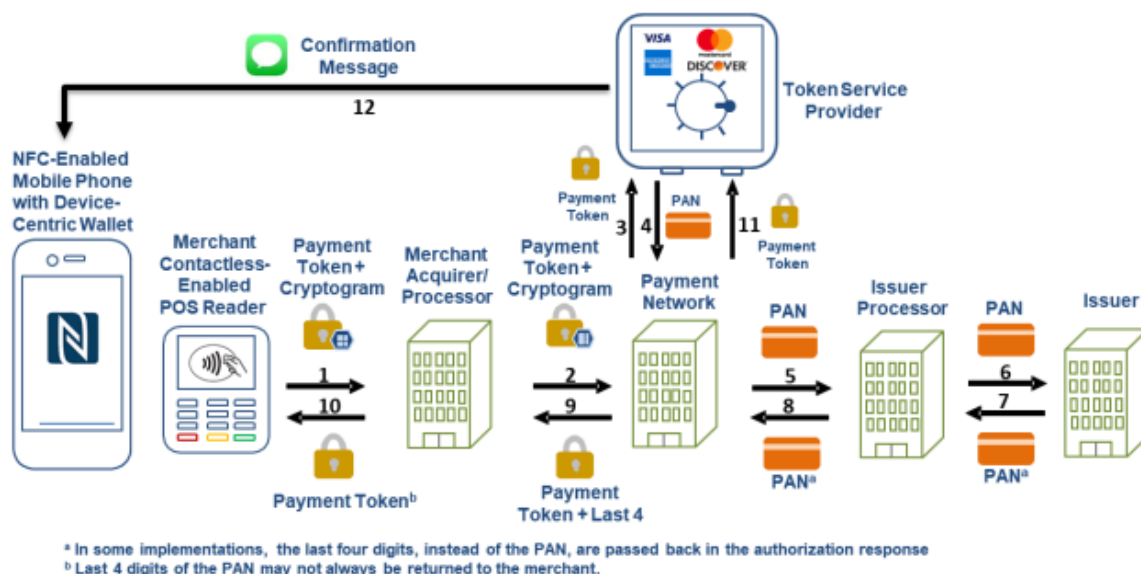 Confirmation
Message
12
VISA
mastercard
AMERICAN EXPRESS
DISCOVER
Token Service
Provider
NFC-Enabled
Mobile Phone
with Device-
Centric Wallet
Merchant
Contactless-
Enabled
POS Reader
Payment
Token +
Cryptogram
1
10
Payment Tokenᵇ
Merchant
Acquirer/
Processor
Payment
Token +
Cryptogram
2
9
Payment
Token + Last 4
Payment
Token
3
4
PAN
11
Payment
Token
Payment
Network
PAN
5
8
PANᵃ
Issuer
Processor
PAN
6
7
PANᵃ
Issuer
ᵃ In some implementations, the last four digits, instead of the PAN, are passed back in the authorization response
ᵇ Last 4 digits of the PAN may not always be returned to the merchant.